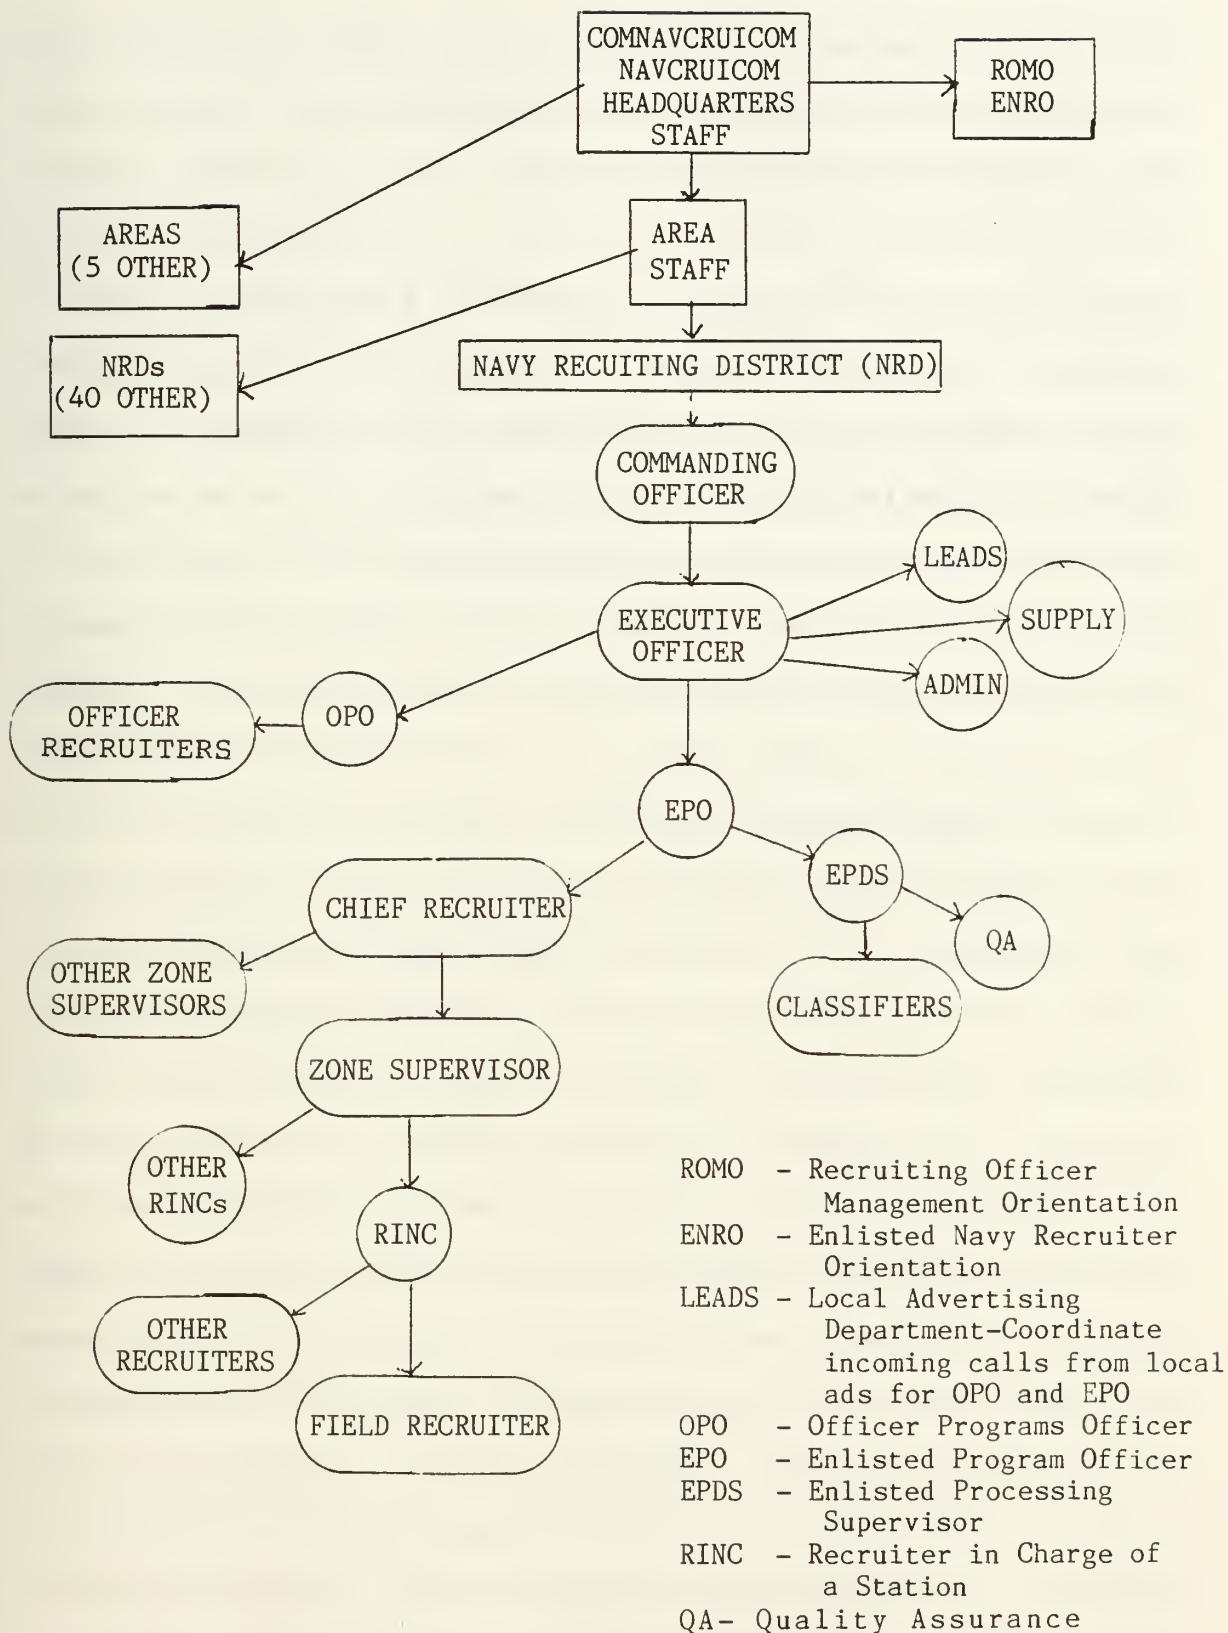 COMNAVCRUICOM
NAVCRUICOM
HEADQUARTERS
STAFF
ROMO
ENRO
AREAS
(5 OTHER)
AREA
STAFF
NRDs
(40 OTHER)
NAVY RECUITING DISTRICT (NRD)
COMMANDING
OFFICER
LEADS
EXECUTIVE
OFFICER
SUPPLY
ADMIN
OFFICER
RECRUITERS
OPO
EPO
EPDS
CHIEF RECRUITER
QA
OTHER ZONE
SUPERVISORS
CLASSIFIERS
ZONE SUPERVISOR
OTHER
RINCs
RINC
OTHER
RECRUITERS
FIELD RECRUITER
ROMO - Recruiting Officer
Management Orientation
ENRO - Enlisted Navy Recruiter
Orientation
LEADS - Local Advertising
Department-Coordinate
incoming calls from local
ads for OPO and EPO
OPO - Officer Programs Officer
EPO - Enlisted Program Officer
EPDS - Enlisted Processing
Supervisor
RINC - Recruiter in Charge of
a Station
QA- Quality Assurance